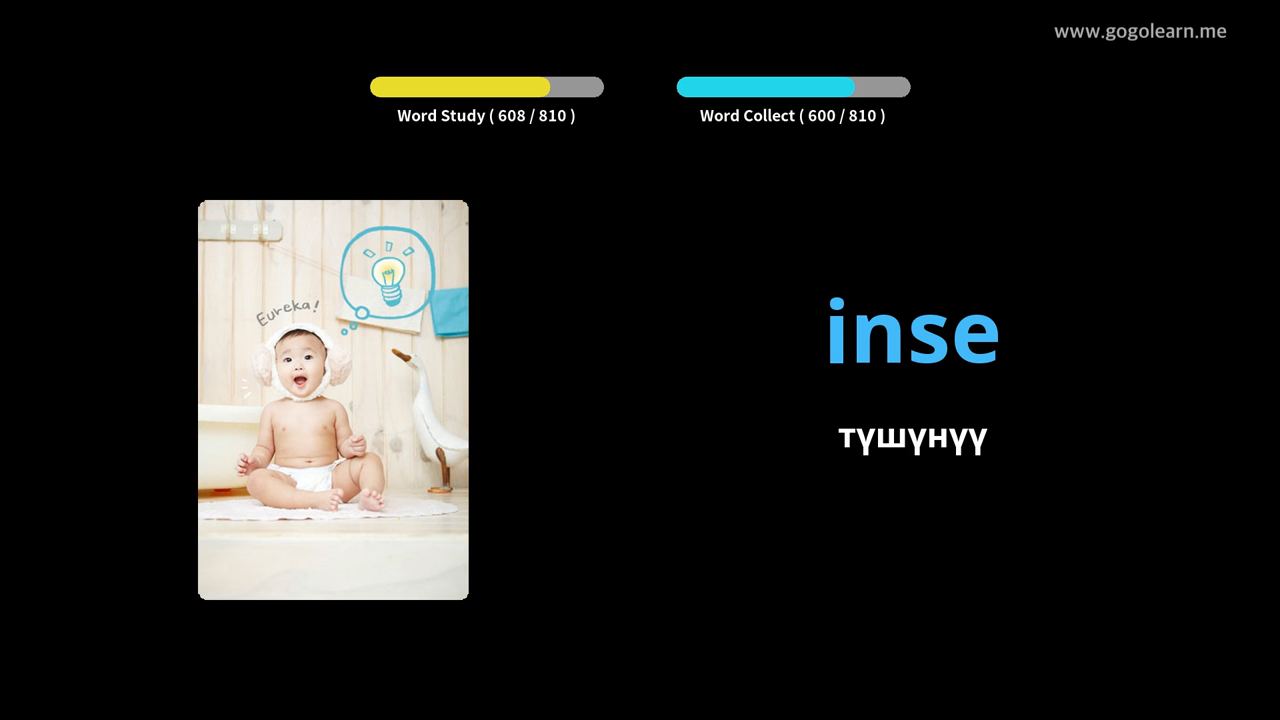 www.gogolearn.me
Word Study ( 608 / 810 )
Word Collect ( 600 / 810 )
Eureka!
inse
түшүнүү